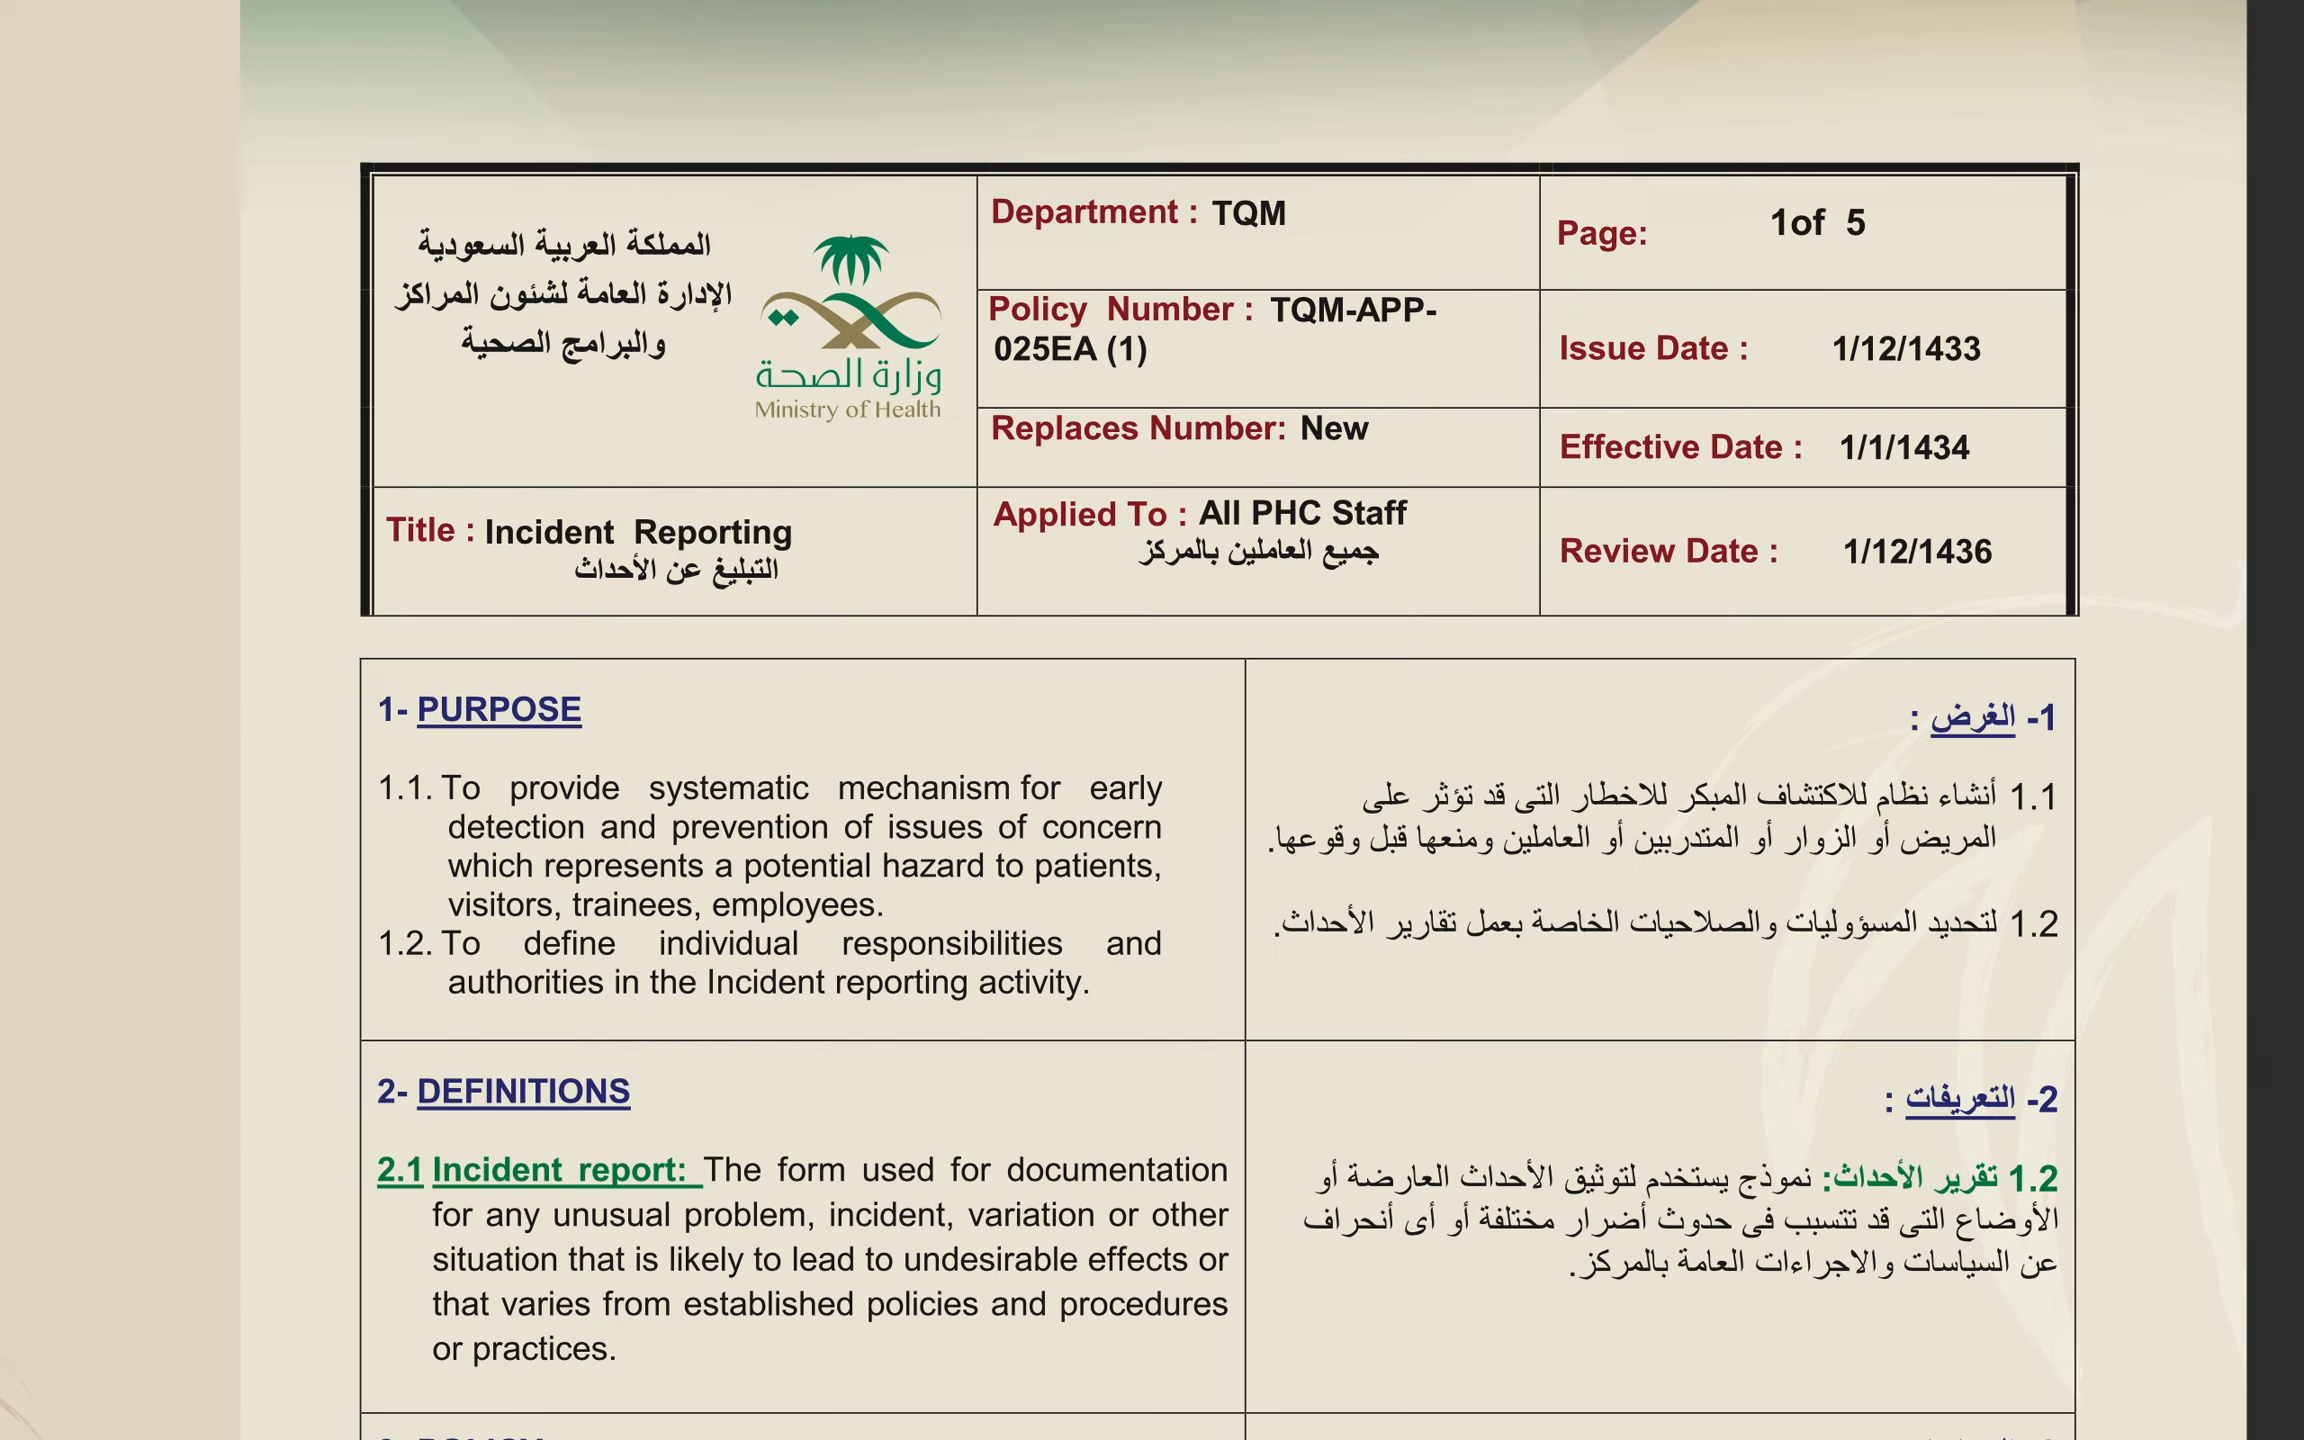 المملكة العربية السعودية
الإدارة العامة لشئون المراكز
والبرامج الصحية
وزارة الصحة
Ministry of Health
Department : TQM
Page: 1of 5
Policy Number : TQM-APP-
025EA (1)
Issue Date : 1/12/1433
Replaces Number: New
Effective Date : 1/1/1434
Title : Incident Reporting
التبليغ عن الأحداث
Applied To : All PHC Staff
جميع العاملين بالمركز
Review Date : 1/12/1436
1- PURPOSE
1.1. To provide systematic mechanism for early
detection and prevention of issues of concern
which represents a potential hazard to patients,
visitors, trainees, employees.
1.2. To define individual responsibilities and
authorities in the Incident reporting activity.
1- الغرض :
1.1 أنشاء نظام للاكتشاف المبكر للاخطار التى قد تؤثر على
المريض أو الزوار أو المتدربين أو العاملين ومنعها قبل وقوعها.
1.2 لتحديد المسؤوليات والصلاحيات الخاصة بعمل تقارير الأحداث.
2- DEFINITIONS
2.1 Incident report: The form used for documentation
for any unusual problem, incident, variation or other
situation that is likely to lead to undesirable effects or
that varies from established policies and procedures
or practices.
2- التعريفات :
1.2 تقرير الأحداث: نموذج يستخدم لتوثيق الأحداث العارضة أو
الأوضاع التى قد تتسبب فى حدوث أضرار مختلفة أو أى أنحراف
عن السياسات والاجراءات العامة بالمركز.